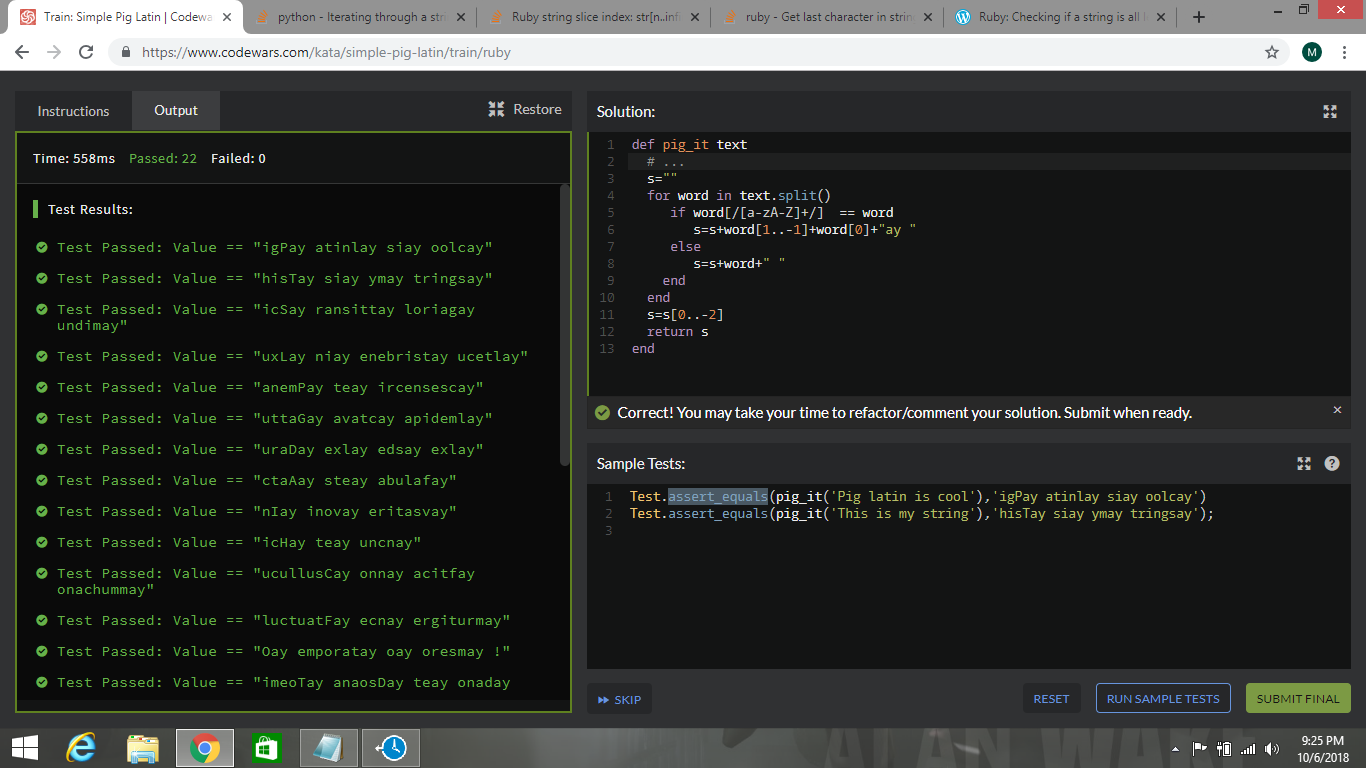 Train: Simple Pig Latin | Codewa
python - Iterating through a str
Ruby string slice index: str[n..inf
ruby - Get last character in strin
Ruby: Checking if a string is all l
https://www.codewars.com/kata/simple-pig-latin/train/ruby
M
Instructions
Output
Restore
Time: 558ms Passed: 22 Failed: 0
Test Results:
Test Passed: Value == "igPay atinlay siay oolcay"
Test Passed: Value == "hisTay siay ymay tringsay"
Test Passed: Value == "icSay ransittay loriagay
undimay"
Test Passed: Value == "uxLay niay enebristay ucetlay"
Test Passed: Value == "anemPay teay ircensescay"
Test Passed: Value == "uttaGay avatcay apidemlay"
Test Passed: Value == "uraDay exlay edsay exlay"
Test Passed: Value == "ctaAay steay abulafay"
Test Passed: Value == "nIay inovay eritasvay"
Test Passed: Value == "icHay teay uncnay"
Test Passed: Value == "ucullusCay onnay acitfay
onachummay"
Test Passed: Value == "luctuatFay ecnay ergiturmay"
Test Passed: Value == "Oay emporatay oay oresmay !"
Test Passed: Value == "imeoTay anaosDay teay onaday
Solution:
1 def pig_it text
2 # ...
3 s=""
4 for word in text.split()
5 if word[/[a-zA-Z]+/] == word
6 s=s+word[1..-1]+word[0]+"ay "
7 else
8 s=s+word+" "
9 end
10 end
11 s=s[0..-2]
12 return s
13 end
Correct! You may take your time to refactor/comment your solution. Submit when ready.
Sample Tests:
1 Test.assert_equals(pig_it('Pig latin is cool'),'igPay atinlay siay oolcay')
2 Test.assert_equals(pig_it('This is my string'),'hisTay siay ymay tringsay');
3
SKIP
RESET
RUN SAMPLE TESTS
SUBMIT FINAL
ALAN WAKE
9:25 PM
10/6/2018